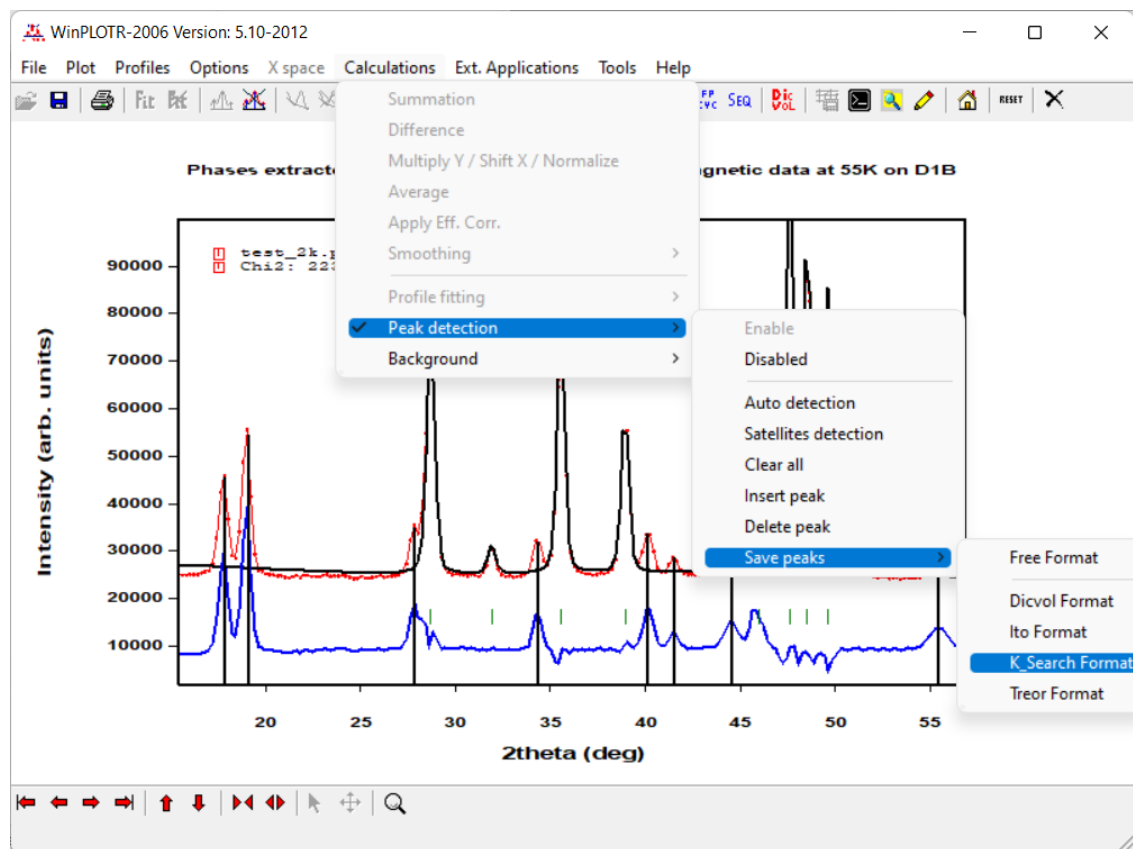 WinPLOTR-2006 Version: 5.10-2012
File Plot Profiles Options X space Calculations Ext. Applications Tools Help
Fit
SEQ
Dic VOL
RESET
Summation
Difference
Multiply Y / Shift X / Normalize
Average
Apply Eff. Corr.
Smoothing
Profile fitting
Peak detection
Background
Enable
Disabled
Auto detection
Satellites detection
Clear all
Insert peak
Delete peak
Save peaks
Free Format
Dicvol Format
Ito Format
K_Search Format
Treor Format
Phases extract
gnetic data at 55K on D1B
test_2k.
Chi2: 22
Intensity (arb. units)
90000
80000
70000
60000
50000
40000
30000
20000
10000
20 25 30 35 40 45 50 55
2theta (deg)